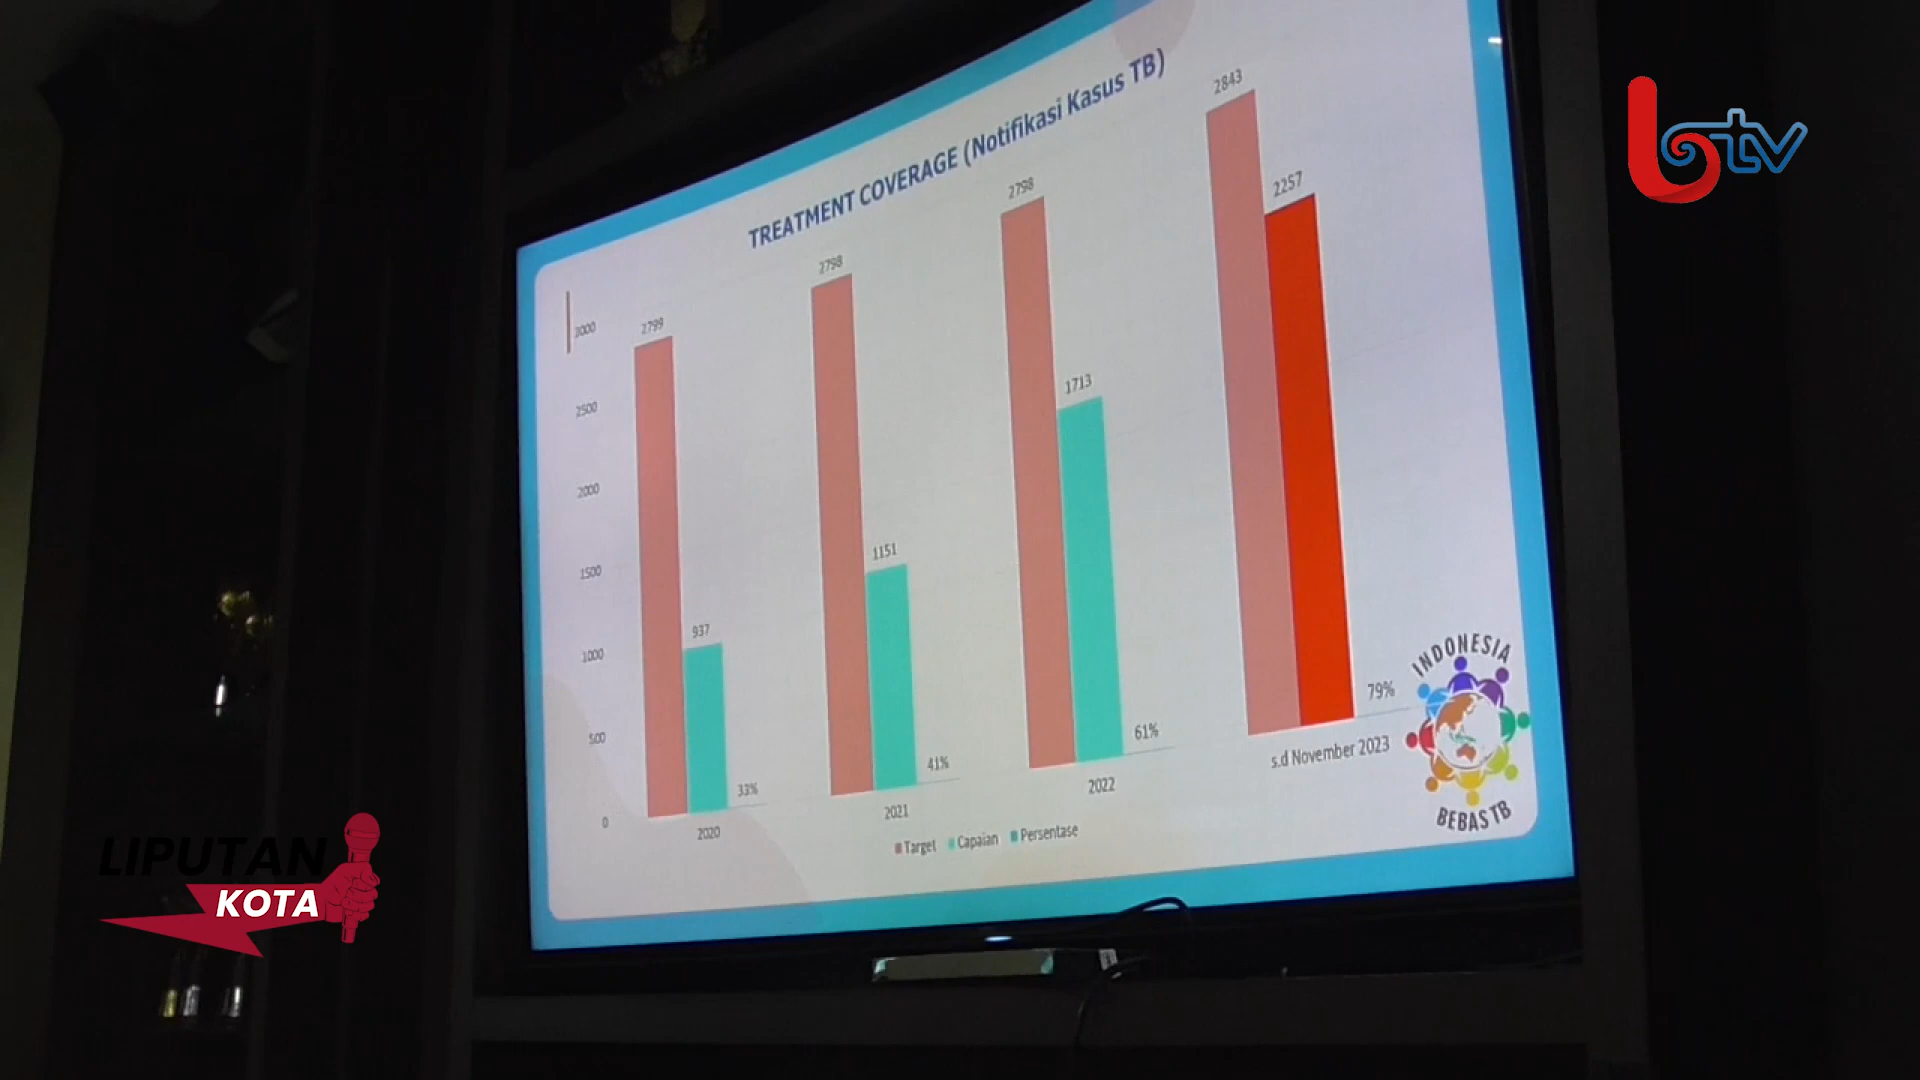 TREATMENT COVERAGE (Notifikasi Kasus TB)
3000
2500
2000
1500
1000
500
0
2799
937
33%
2020
2798
1151
41%
2021
2798
1713
61%
2022
2843
2257
79%
s.d November 2023
Target Capaian Persentase
INDONESIA
BEBAS TB
btv
LIPUTAN
KOTA